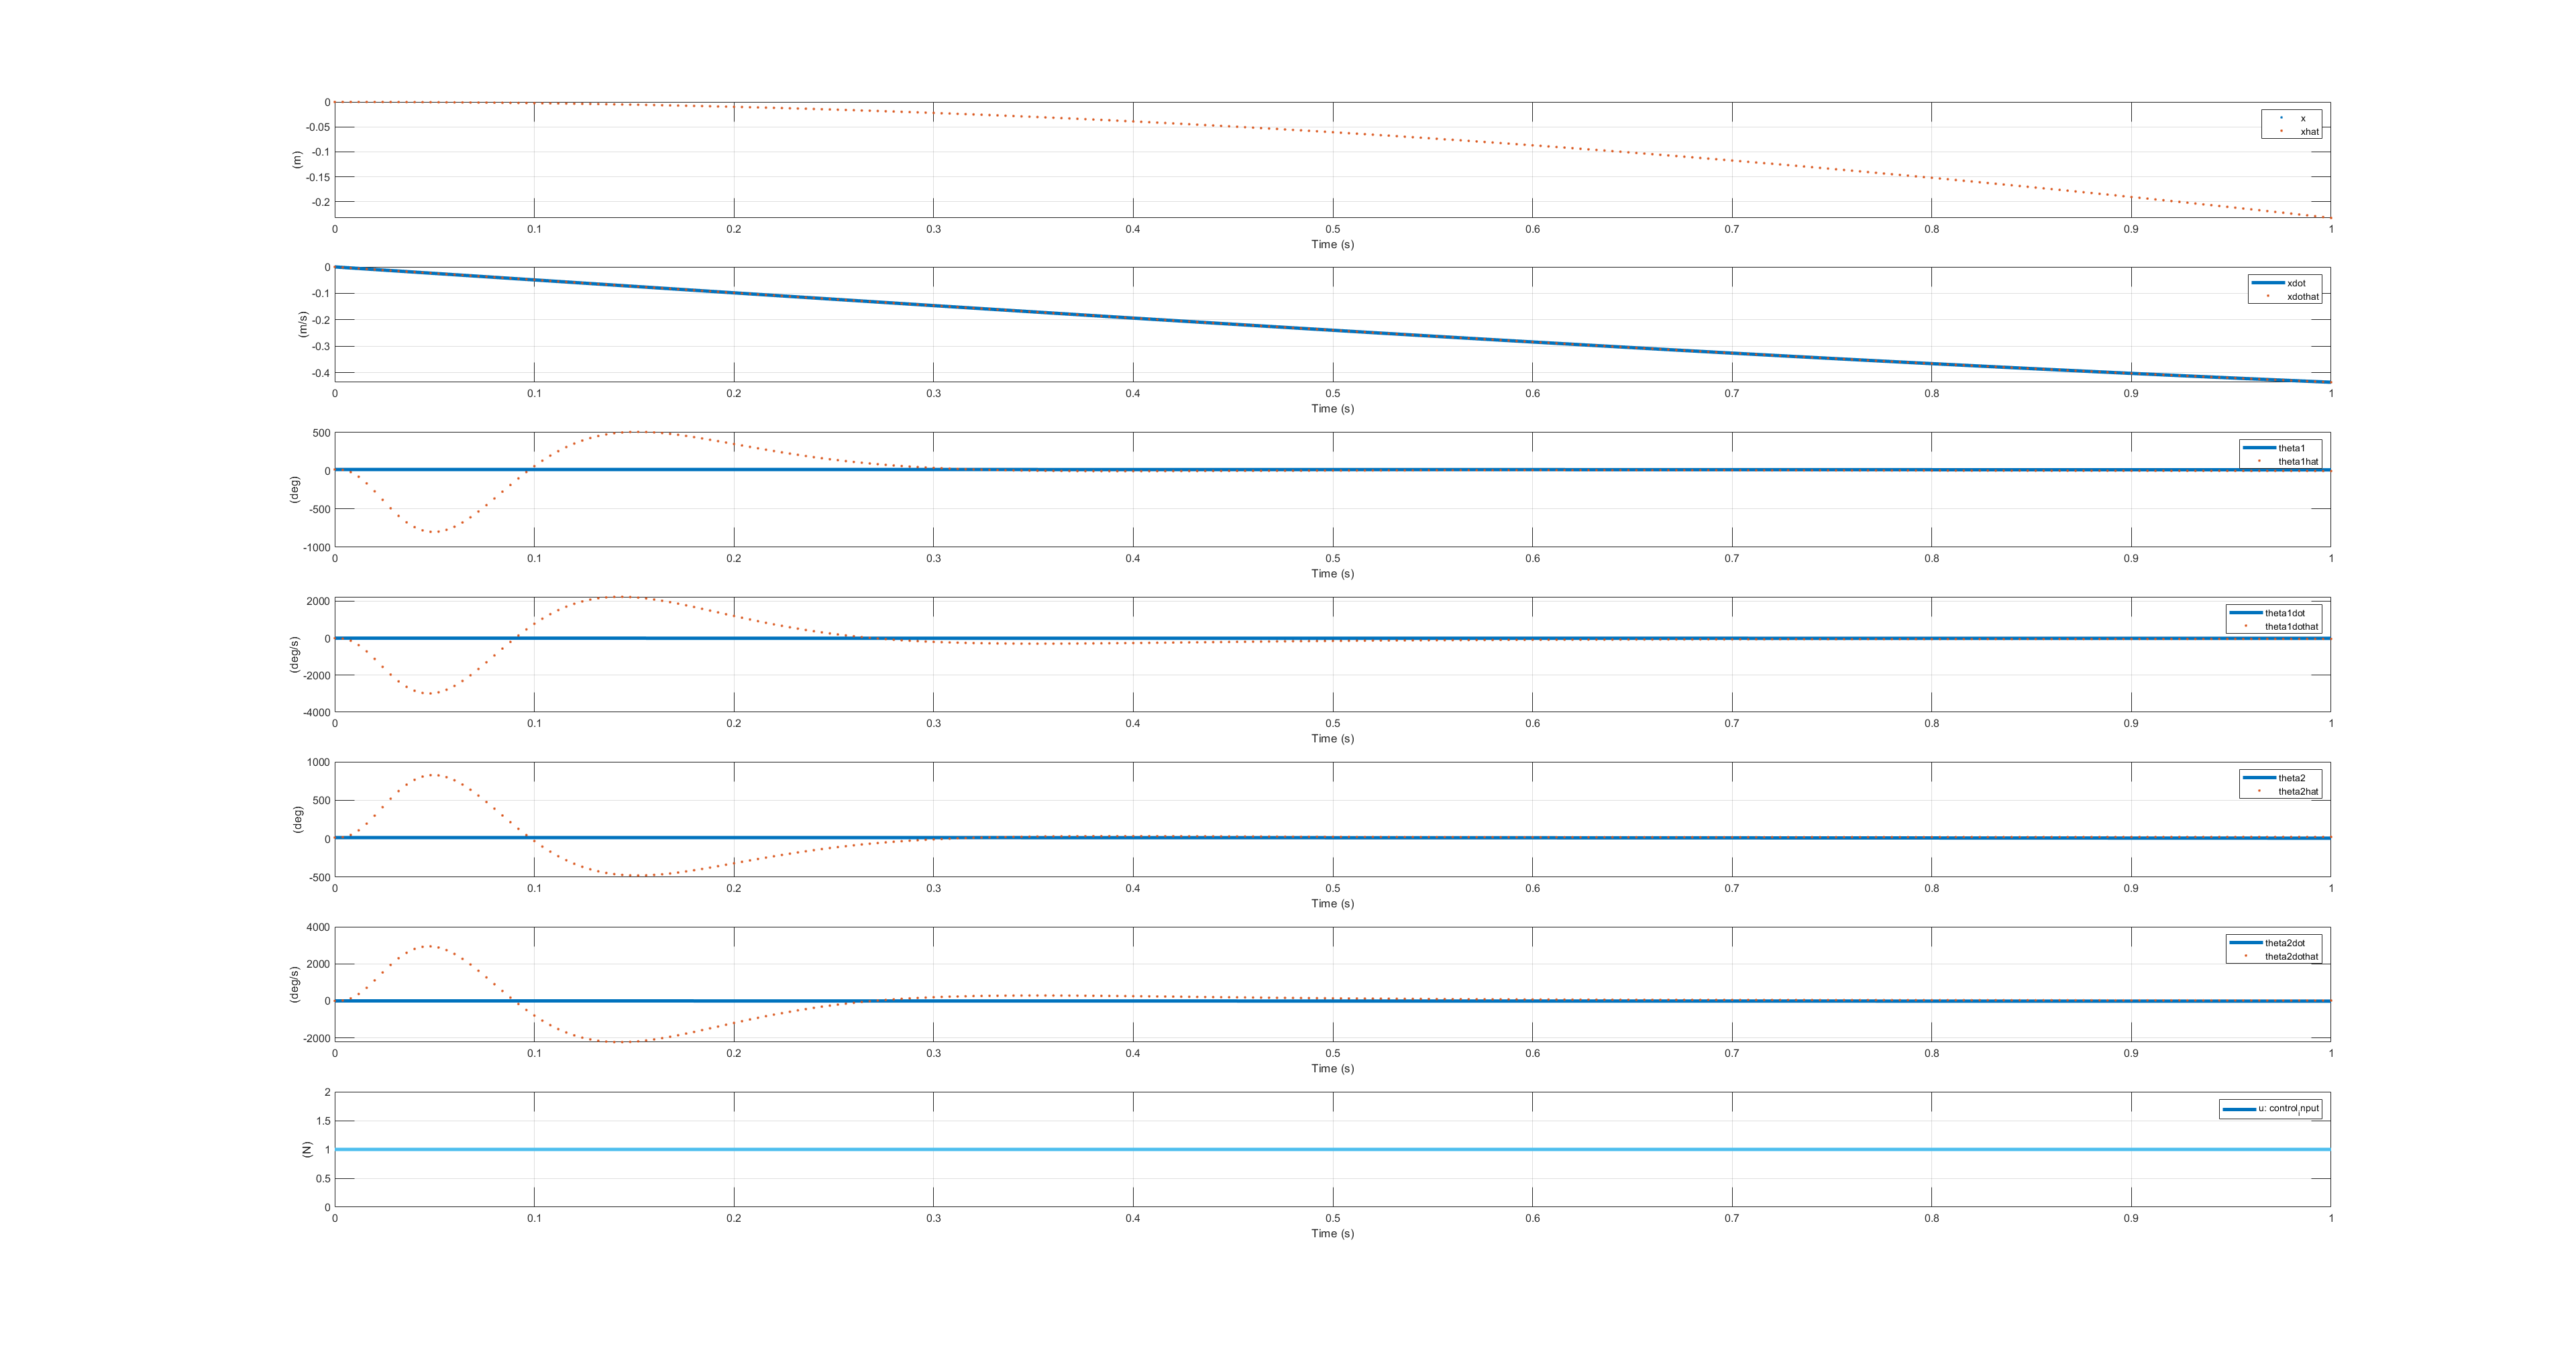 0
-0.05
-0.1
-0.15
-0.2
(m)
x
xhat
0 0.1 0.2 0.3 0.4 0.5 0.6 0.7 0.8 0.9 1
Time (s)
0
-0.1
-0.2
-0.3
-0.4
(m/s)
xdot
xdothat
0 0.1 0.2 0.3 0.4 0.5 0.6 0.7 0.8 0.9 1
Time (s)
500
0
-500
-1000
(deg)
theta1
theta1hat
0 0.1 0.2 0.3 0.4 0.5 0.6 0.7 0.8 0.9 1
Time (s)
2000
0
-2000
-4000
(deg/s)
theta1dot
theta1dothat
0 0.1 0.2 0.3 0.4 0.5 0.6 0.7 0.8 0.9 1
Time (s)
1000
500
0
-500
(deg)
theta2
theta2hat
0 0.1 0.2 0.3 0.4 0.5 0.6 0.7 0.8 0.9 1
Time (s)
4000
2000
0
-2000
(deg/s)
theta2dot
theta2dothat
0 0.1 0.2 0.3 0.4 0.5 0.6 0.7 0.8 0.9 1
Time (s)
2
1.5
1
0.5
0
(N)
u: control_input
0 0.1 0.2 0.3 0.4 0.5 0.6 0.7 0.8 0.9 1
Time (s)